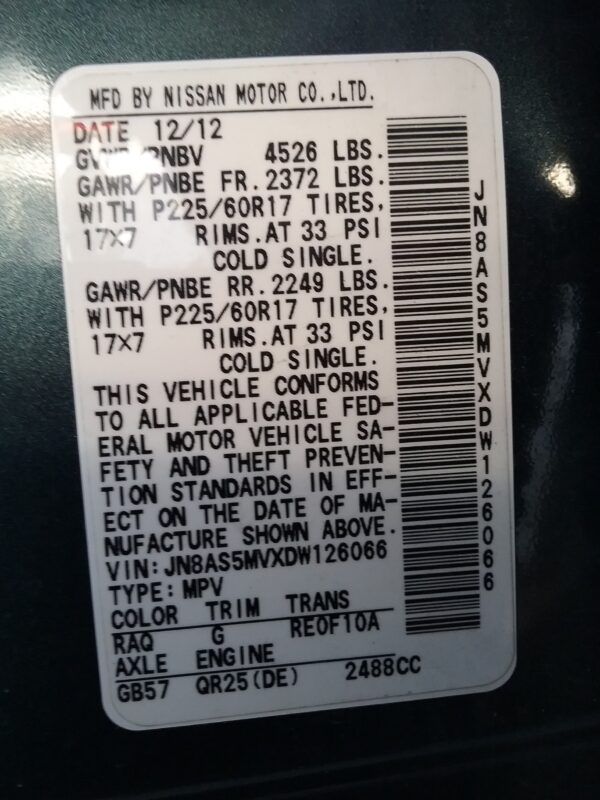 MFD BY NISSAN MOTOR CO.,LTD.
DATE 12/12
GVWR/PNBV 4526 LBS.
GAWR/PNBE FR.2372 LBS.
WITH P225/60R17 TIRES,
17X7 RIMS.AT 33 PSI
COLD SINGLE.
GAWR/PNBE RR.2249 LBS.
WITH P225/60R17 TIRES,
17X7 RIMS.AT 33 PSI
COLD SINGLE.
THIS VEHICLE CONFORMS
TO ALL APPLICABLE FED-
ERAL MOTOR VEHICLE SA-
FETY AND THEFT PREVEN-
TION STANDARDS IN EFF-
ECT ON THE DATE OF MA-
NUFACTURE SHOWN ABOVE.
VIN:JN8AS5MVXDW126066
TYPE:MPV
COLOR TRIM TRANS
RAQ G RE0F10A
AXLE ENGINE
GB57 QR25(DE) 2488CC
JN8AS5MVXDW126066